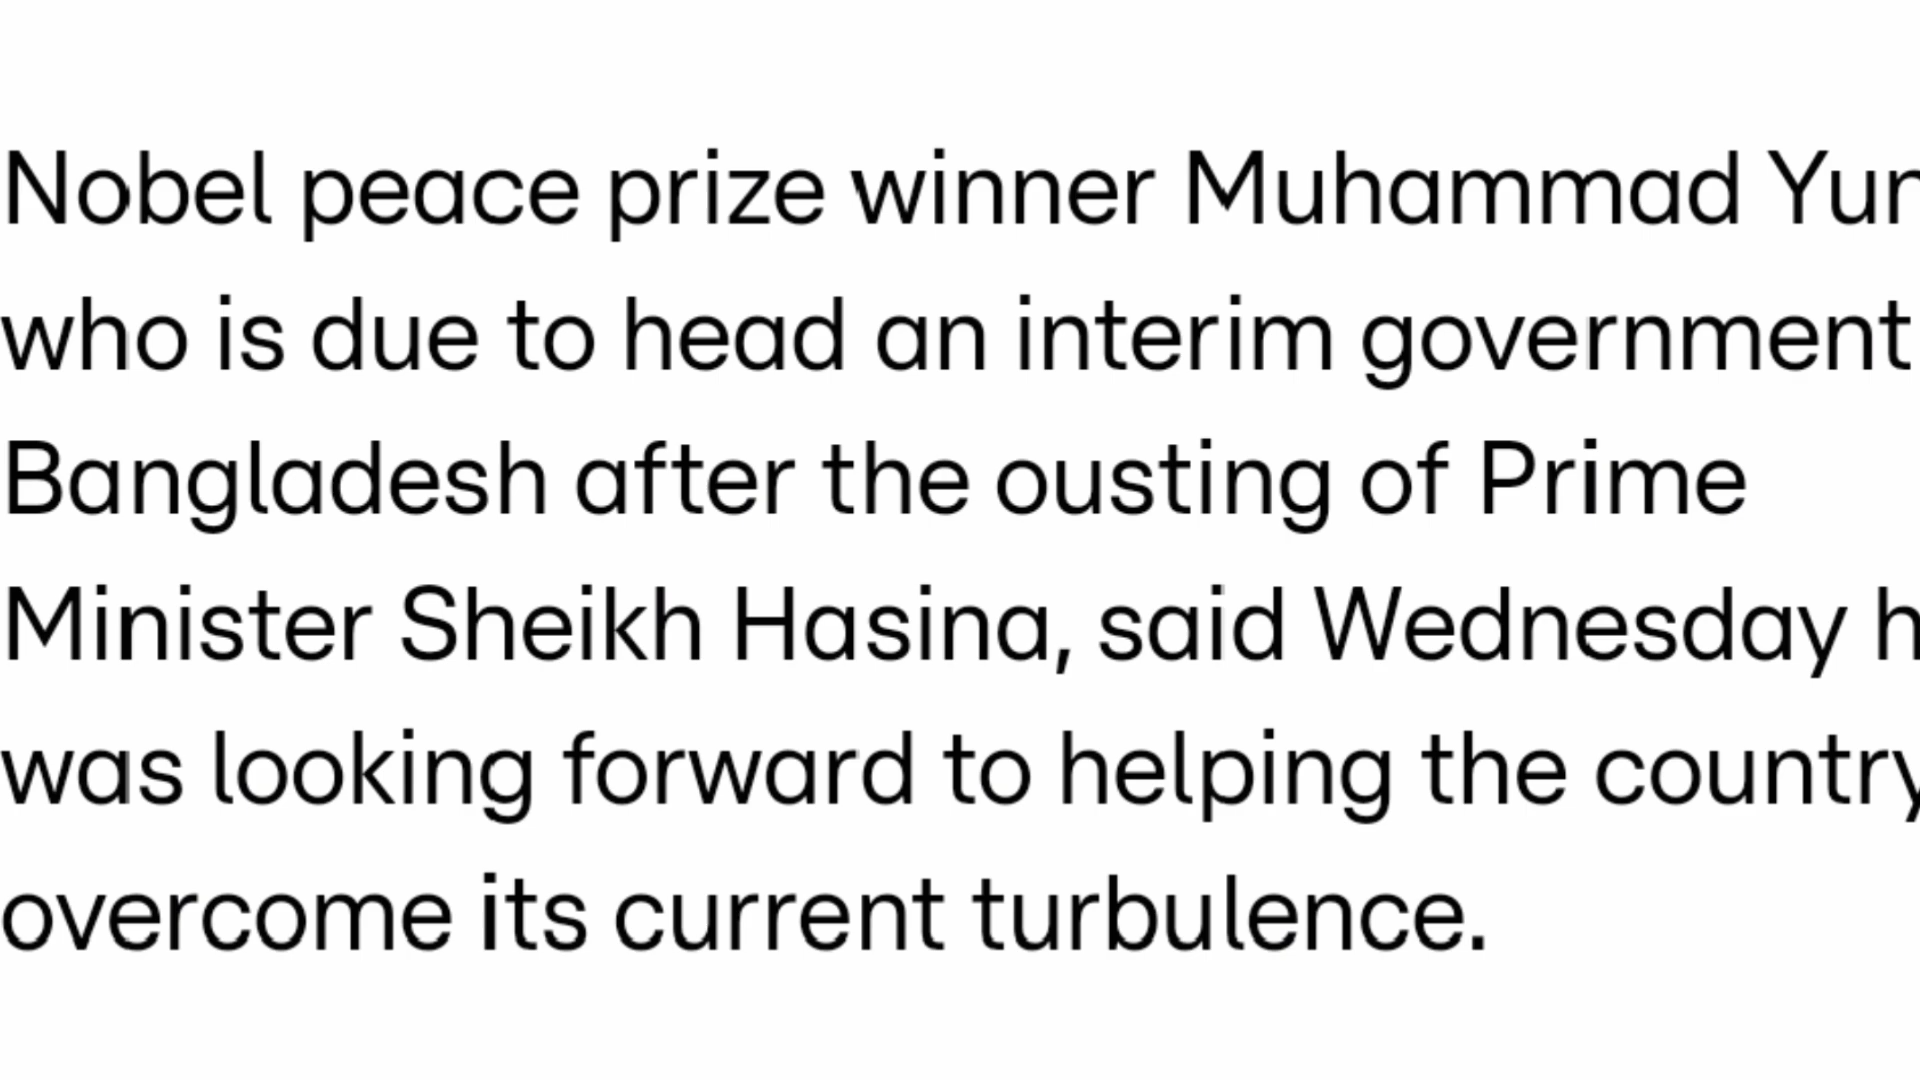 Nobel peace prize winner Muhammad
who is due to head an interim government
Bangladesh after the ousting of Prime
Minister Sheikh Hasina, said Wednesday
was looking forward to helping the country
overcome its current turbulence.